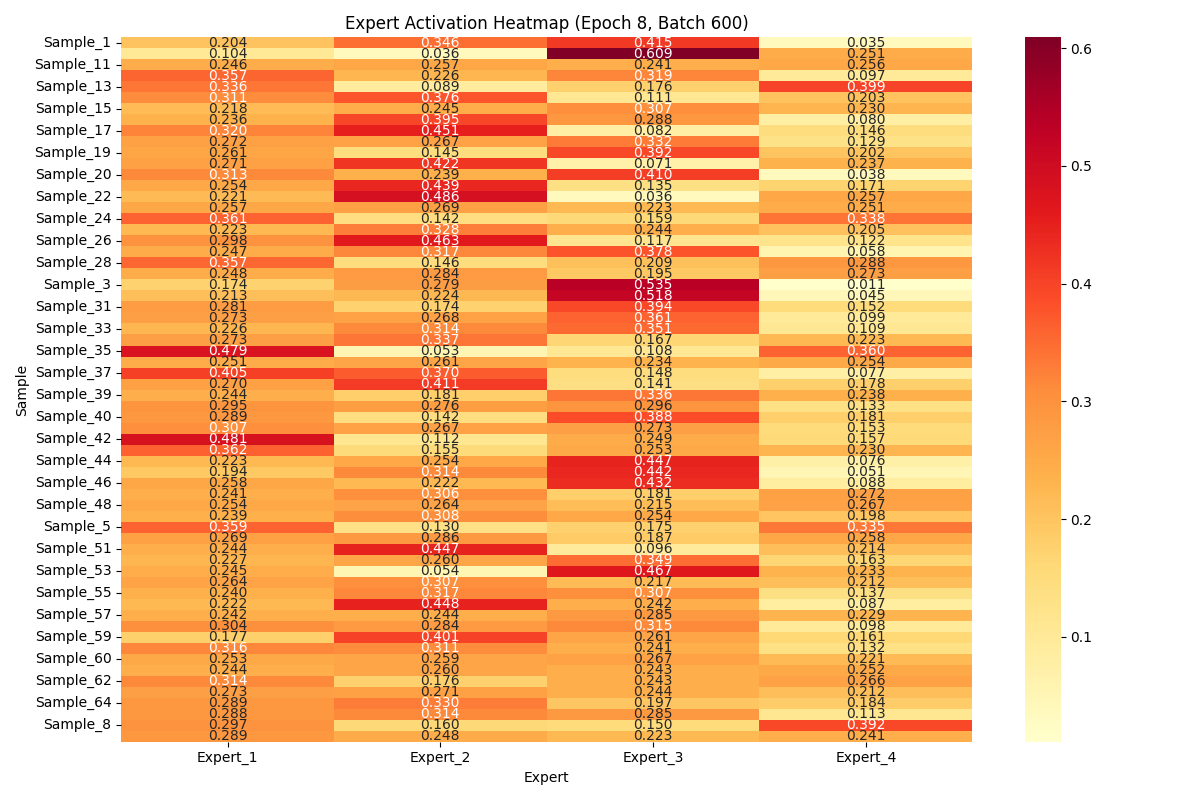 Expert Activation Heatmap (Epoch 8, Batch 600)
Sample_1 0.204 0.346 0.415 0.035
0.104 0.036 0.609 0.251
Sample_11 0.246 0.257 0.241 0.256
0.357 0.226 0.319 0.097
Sample_13 0.336 0.089 0.176 0.399
0.311 0.376 0.111 0.203
Sample_15 0.218 0.245 0.307 0.230
0.236 0.395 0.288 0.080
Sample_17 0.320 0.451 0.082 0.146
0.272 0.267 0.332 0.129
Sample_19 0.261 0.145 0.392 0.202
0.271 0.422 0.071 0.237
Sample_20 0.313 0.239 0.410 0.038
0.254 0.439 0.135 0.171
Sample_22 0.221 0.486 0.036 0.257
0.257 0.269 0.223 0.251
Sample_24 0.361 0.142 0.159 0.338
0.223 0.328 0.244 0.205
Sample_26 0.298 0.463 0.117 0.122
0.247 0.317 0.378 0.058
Sample_28 0.357 0.146 0.209 0.288
0.248 0.284 0.195 0.273
Sample_3 0.174 0.279 0.535 0.011
0.213 0.224 0.518 0.045
Sample_31 0.281 0.174 0.394 0.152
0.273 0.268 0.361 0.099
Sample_33 0.226 0.314 0.351 0.109
0.273 0.337 0.167 0.223
Sample_35 0.479 0.053 0.108 0.360
0.251 0.261 0.234 0.254
Sample_37 0.405 0.370 0.148 0.077
0.270 0.411 0.141 0.178
Sample_39 0.244 0.181 0.336 0.238
0.295 0.276 0.296 0.133
Sample_40 0.289 0.142 0.388 0.181
0.307 0.267 0.273 0.153
Sample_42 0.481 0.112 0.249 0.157
0.362 0.155 0.253 0.230
Sample_44 0.223 0.254 0.447 0.076
0.194 0.314 0.442 0.051
Sample_46 0.258 0.222 0.432 0.088
0.241 0.306 0.181 0.272
Sample_48 0.254 0.264 0.215 0.267
0.239 0.308 0.254 0.198
Sample_5 0.359 0.130 0.175 0.335
0.269 0.286 0.187 0.258
Sample_51 0.244 0.447 0.096 0.214
0.227 0.260 0.349 0.163
Sample_53 0.245 0.054 0.467 0.233
0.264 0.307 0.217 0.212
Sample_55 0.240 0.317 0.307 0.137
0.222 0.448 0.242 0.087
Sample_57 0.242 0.244 0.285 0.229
0.304 0.284 0.315 0.098
Sample_59 0.177 0.401 0.261 0.161
0.316 0.311 0.241 0.132
Sample_60 0.253 0.259 0.267 0.221
0.244 0.260 0.243 0.252
Sample_62 0.314 0.176 0.243 0.266
0.273 0.271 0.244 0.212
Sample_64 0.289 0.330 0.197 0.184
0.288 0.314 0.285 0.113
Sample_8 0.297 0.160 0.150 0.392
0.289 0.248 0.223 0.241
Expert_1 Expert_2 Expert_3 Expert_4
Expert
Sample
0.6
0.5
0.4
0.3
0.2
0.1